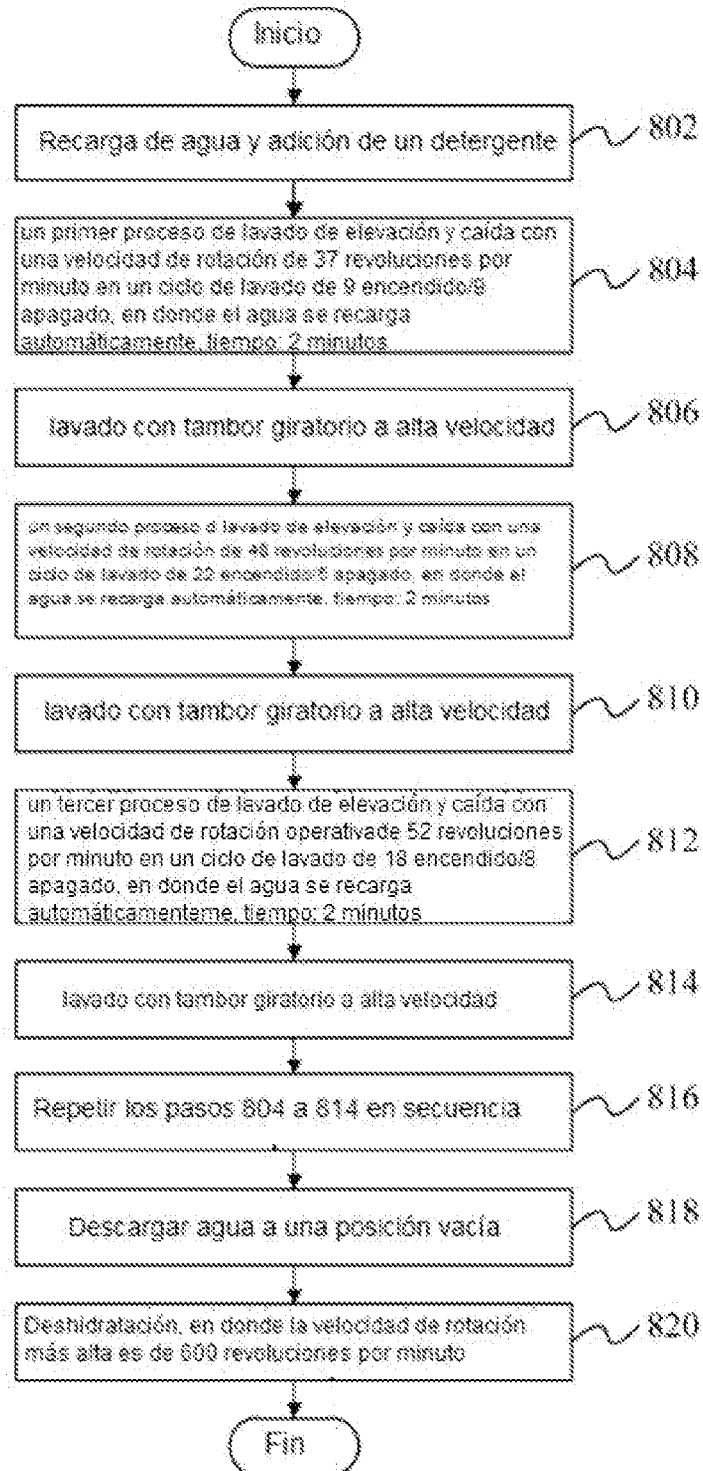 Inicio
Recarga de agua y adición de un detergente
802
un primer proceso de lavado de elevación y caída con
una velocidad de rotación de 37 revoluciones por
minuto en un ciclo de lavado de 9 encendido/9
apagado, en donde el agua se recarga
automáticamente, tiempo: 2 minutos
804
lavado con tambor giratorio a alta velocidad
806
un segundo proceso d lavado de elevación y caída con una
velocidad de rotación de revoluciones por minuto en un
ciclo de lavado de encendido/ apagado, en donde el
agua se recarga automáticamente, tiempo: 2 minutos
808
lavado con tambor giratorio a alta velocidad
810
un tercer proceso de lavado de elevación y caída con
una velocidad de rotación operativade 52 revoluciones
por minuto en un ciclo de lavado de 18 encendido/8
apagado, en donde el agua se recarga
automáticamenteme, tiempo: 2 minutos
812
lavado con tambor giratorio a alta velocidad
814
Repetir los pasos 804 a 814 en secuencia
816
Descargar agua a una posición vacía
818
Deshidratación, en donde la velocidad de rotación
más alta es de 600 revoluciones por minuto
820
Fin